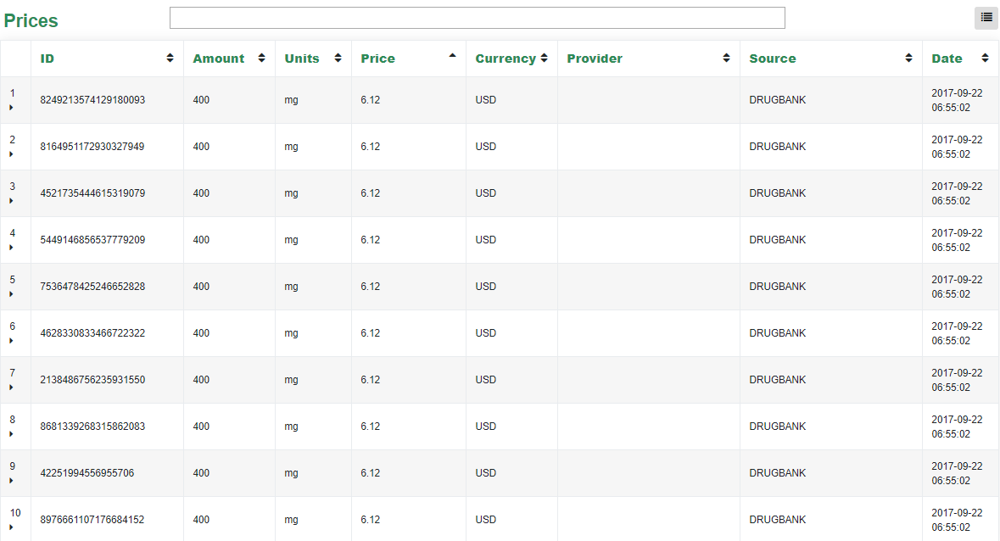 Prices
ID Amount Units Price Currency Provider Source Date
1 8249213574129180093 400 mg 6.12 USD DRUGBANK 2017-09-22 06:55:02
2 8164951172930327949 400 mg 6.12 USD DRUGBANK 2017-09-22 06:55:02
3 4521735444615319079 400 mg 6.12 USD DRUGBANK 2017-09-22 06:55:02
4 5449146856537779209 400 mg 6.12 USD DRUGBANK 2017-09-22 06:55:02
5 7536478425246652828 400 mg 6.12 USD DRUGBANK 2017-09-22 06:55:02
6 4628330833466722322 400 mg 6.12 USD DRUGBANK 2017-09-22 06:55:02
7 2138486756235931550 400 mg 6.12 USD DRUGBANK 2017-09-22 06:55:02
8 8681339268315862083 400 mg 6.12 USD DRUGBANK 2017-09-22 06:55:02
9 42251994556955706 400 mg 6.12 USD DRUGBANK 2017-09-22 06:55:02
10 8976661107176684152 400 mg 6.12 USD DRUGBANK 2017-09-22 06:55:02